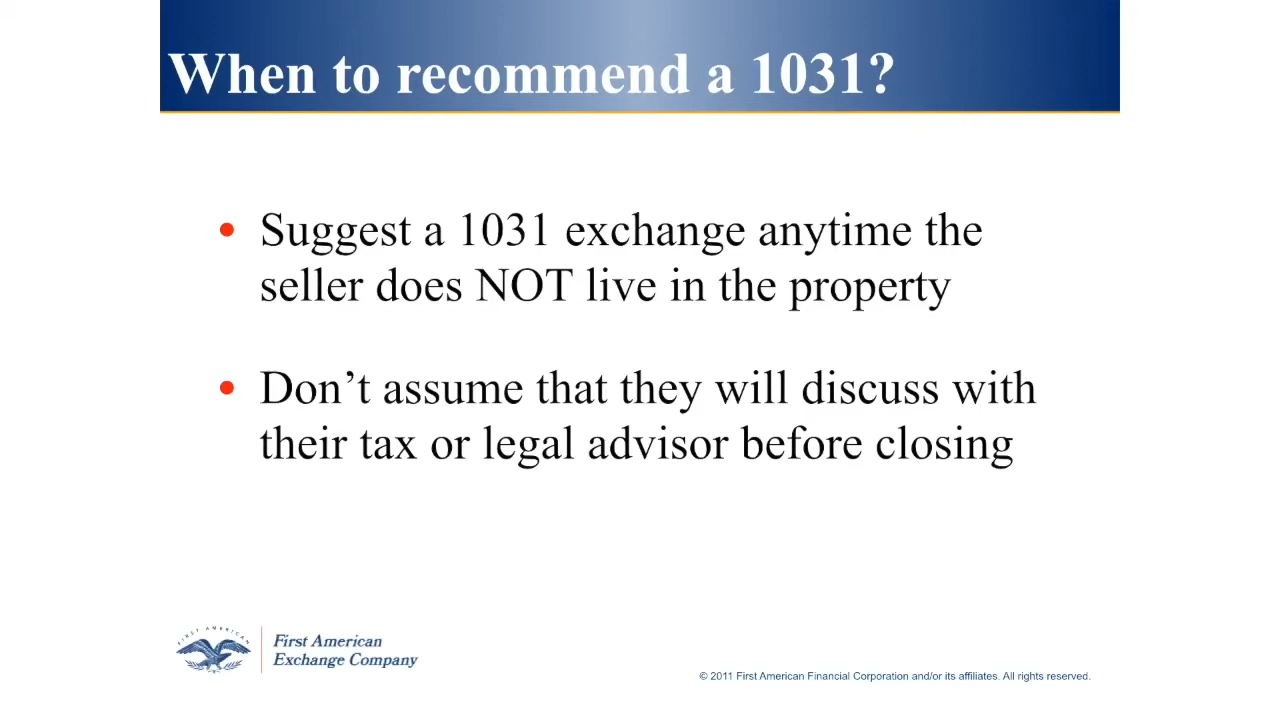 When to recommend a 1031?
• Suggest a 1031 exchange anytime the
seller does NOT live in the property
• Don’t assume that they will discuss with
their tax or legal advisor before closing
FIRST AMERICAN
First American
Exchange Company
© 2011 First American Financial Corporation and/or its affiliates. All rights reserved.